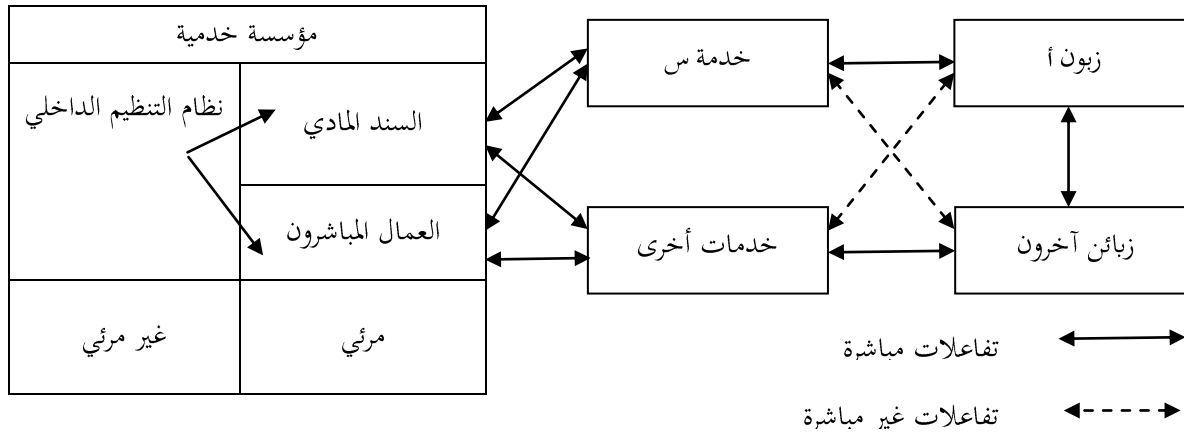 مؤسسة خدمية
خدمة س
زبون أ
نظام التنظيم الداخلي
السند المادي
العمال المباشرون
خدمات أخرى
زبائن آخرون
غير مرئي
مرئي
تفاعلات مباشرة
تفاعلات غير مباشرة